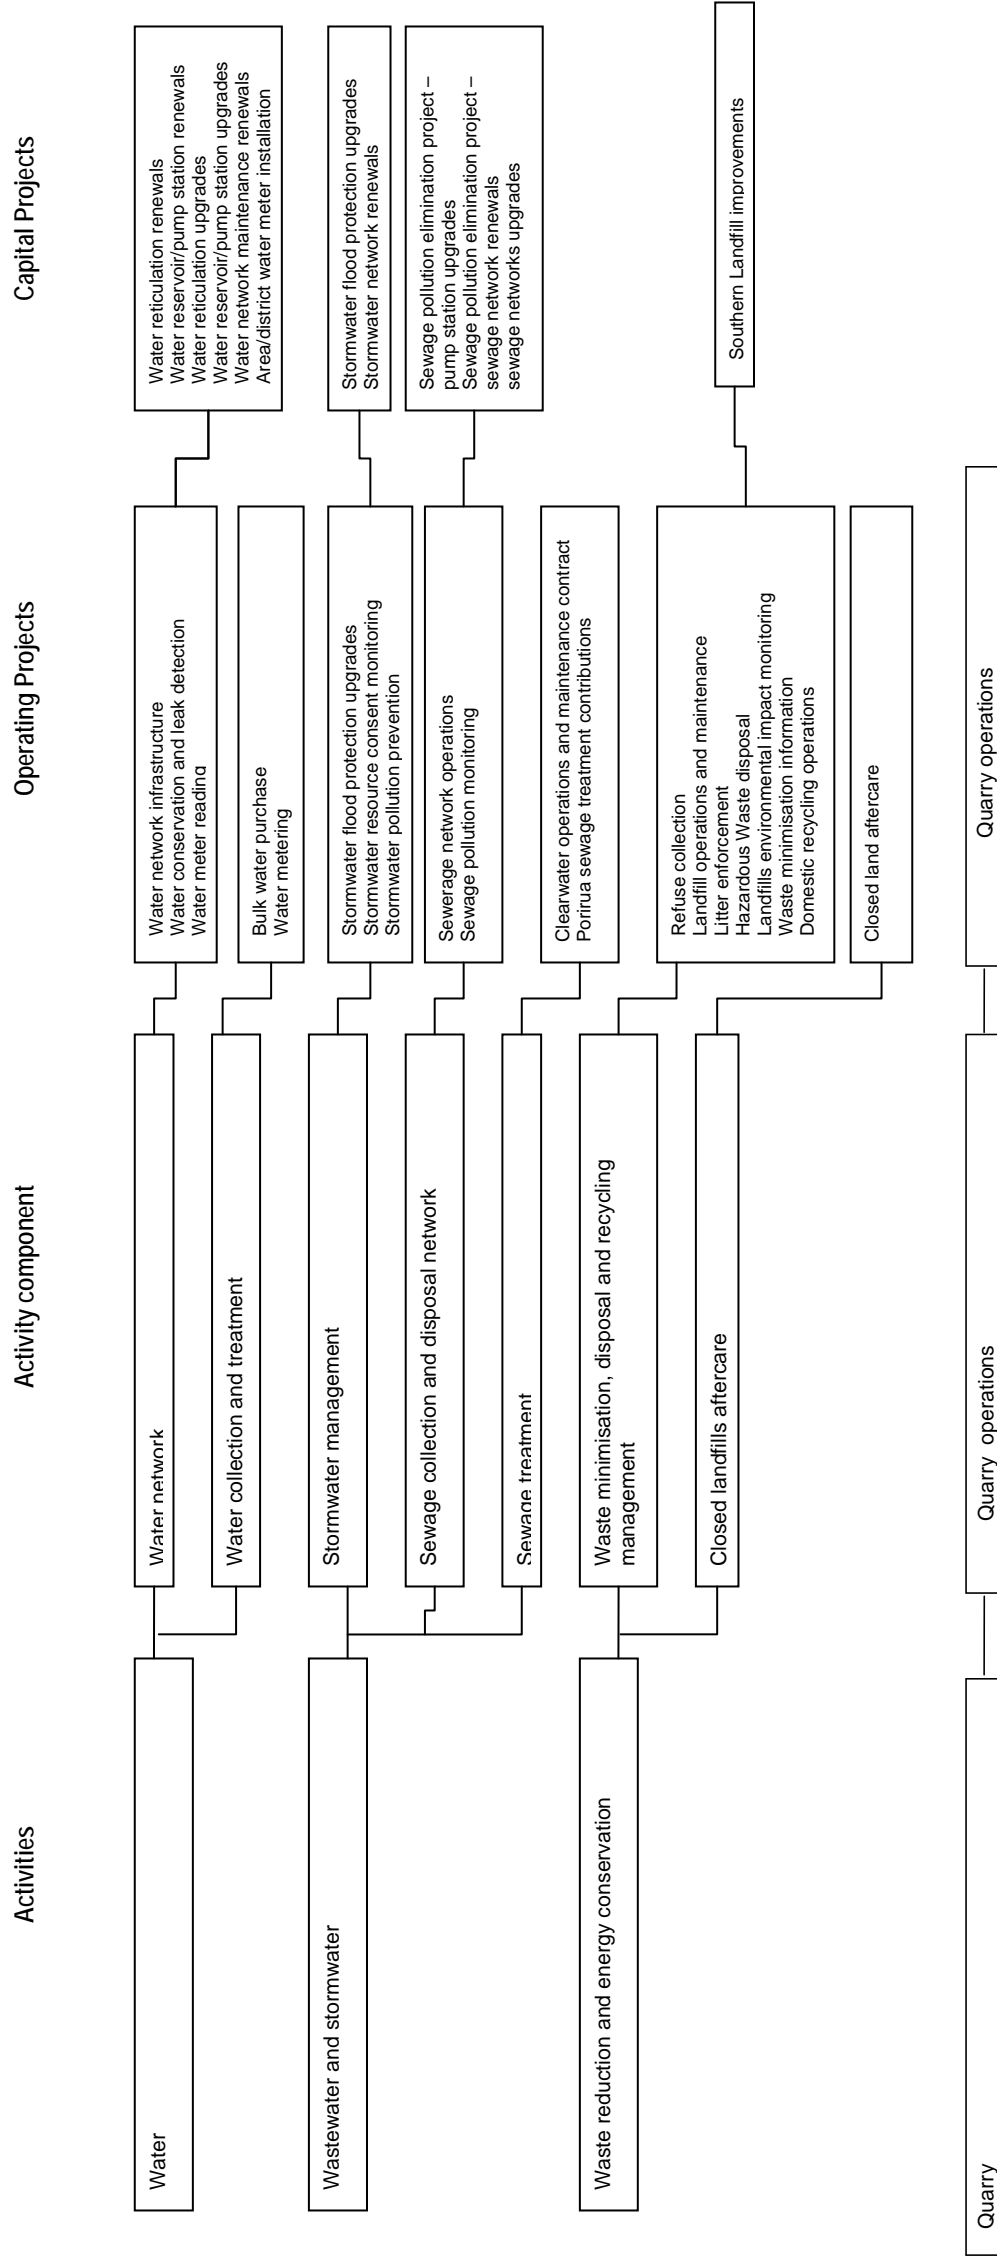 Activities
Activity component
Operating Projects
Capital Projects
Water
Water network
Water network infrastructure
Water conservation and leak detection
Water meter reading
Water reticulation renewals
Water reservoir/pump station renewals
Water reticulation upgrades
Water reservoir/pump station upgrades
Water network maintenance renewals
Area/district water meter installation
Water collection and treatment
Bulk water purchase
Water metering
Wastewater and stormwater
Stormwater management
Stormwater flood protection upgrades
Stormwater resource consent monitoring
Stormwater pollution prevention
Stormwater flood protection upgrades
Stormwater network renewals
Sewage collection and disposal network
Sewerage network operations
Sewage pollution monitoring
Sewage pollution elimination project –
pump station upgrades
Sewage pollution elimination project –
sewage network renewals
sewage networks upgrades
Sewage treatment
Clearwater operations and maintenance contract
Porirua sewage treatment contributions
Waste reduction and energy conservation
Waste minimisation, disposal and recycling
management
Refuse collection
Landfill operations and maintenance
Litter enforcement
Hazardous Waste disposal
Landfills environmental impact monitoring
Waste minimisation information
Domestic recycling operations
Southern Landfill improvements
Closed landfills aftercare
Closed land aftercare
Quarry
Quarry operations
Quarry operations